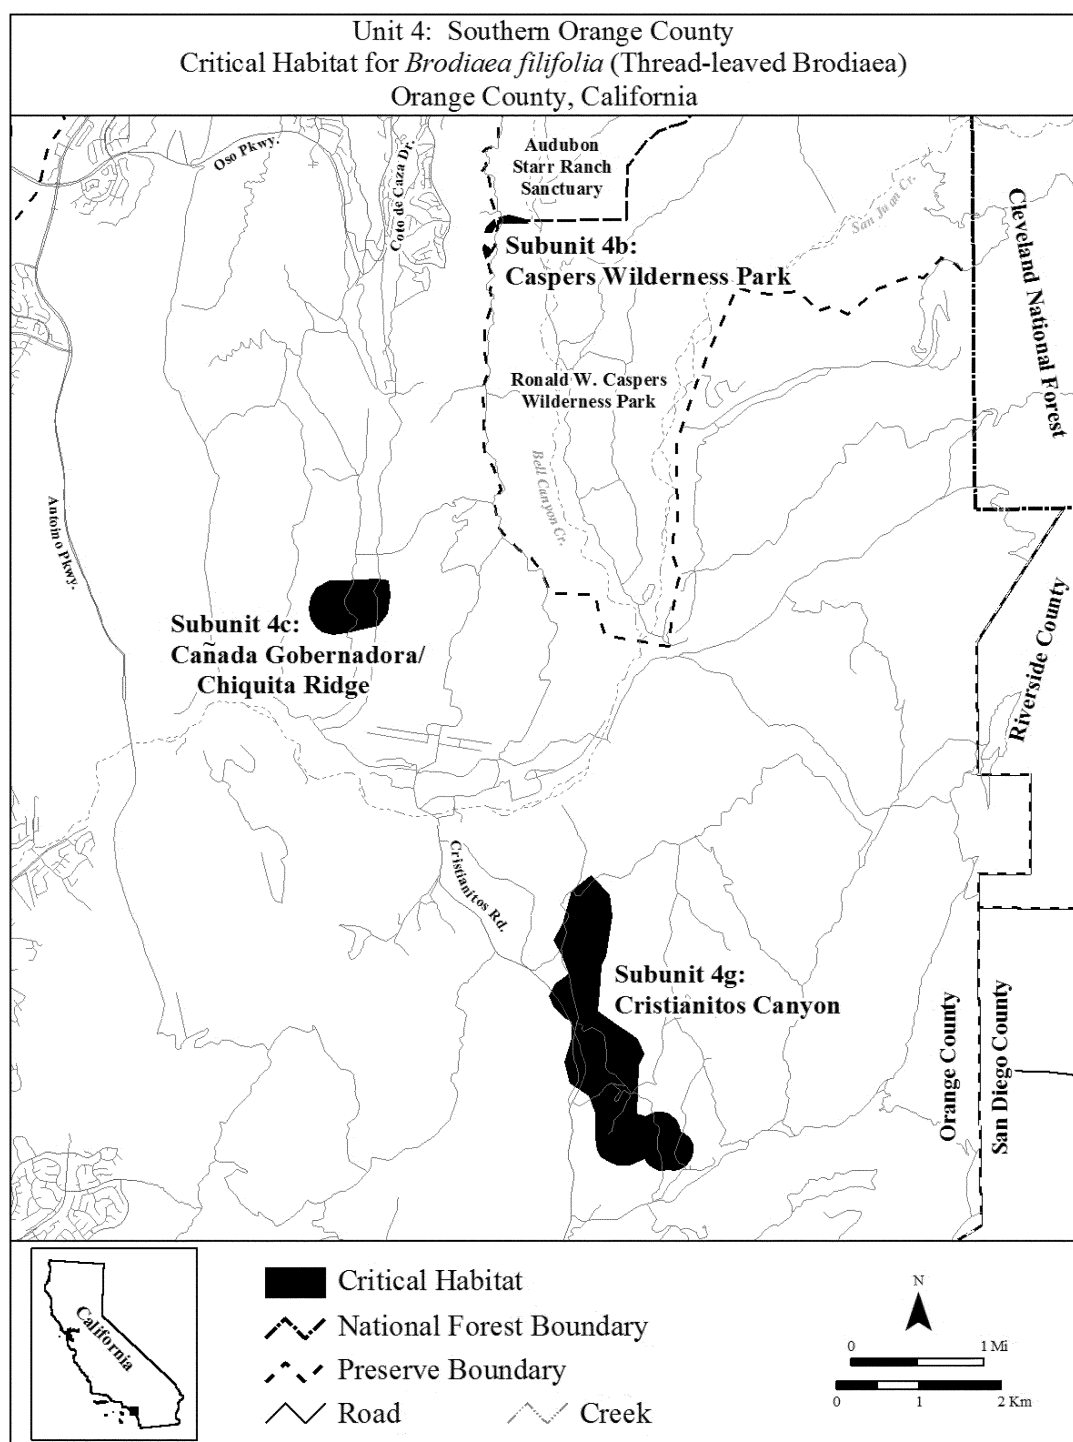 Unit 4: Southern Orange County
Critical Habitat for Brodiaea filifolia (Thread-leaved Brodiaea)
Orange County, California
Oso Pkwy.
Coto de Caza Dr.
Audubon
Starr Ranch
Sanctuary
San Juan Cr.
Cleveland National Forest
Subunit 4b:
Caspers Wilderness Park
Ronald W. Caspers
Wilderness Park
Bell Canyon Cr.
Antoino Pkwy.
Subunit 4c:
Cañada Gobernadora/
Chiquita Ridge
Riverside County
Cristianitos Rd.
Subunit 4g:
Cristianitos Canyon
Orange County
San Diego County
California
Critical Habitat
National Forest Boundary
Preserve Boundary
Road
Creek
N
0 1 Mi
0 1 2 Km